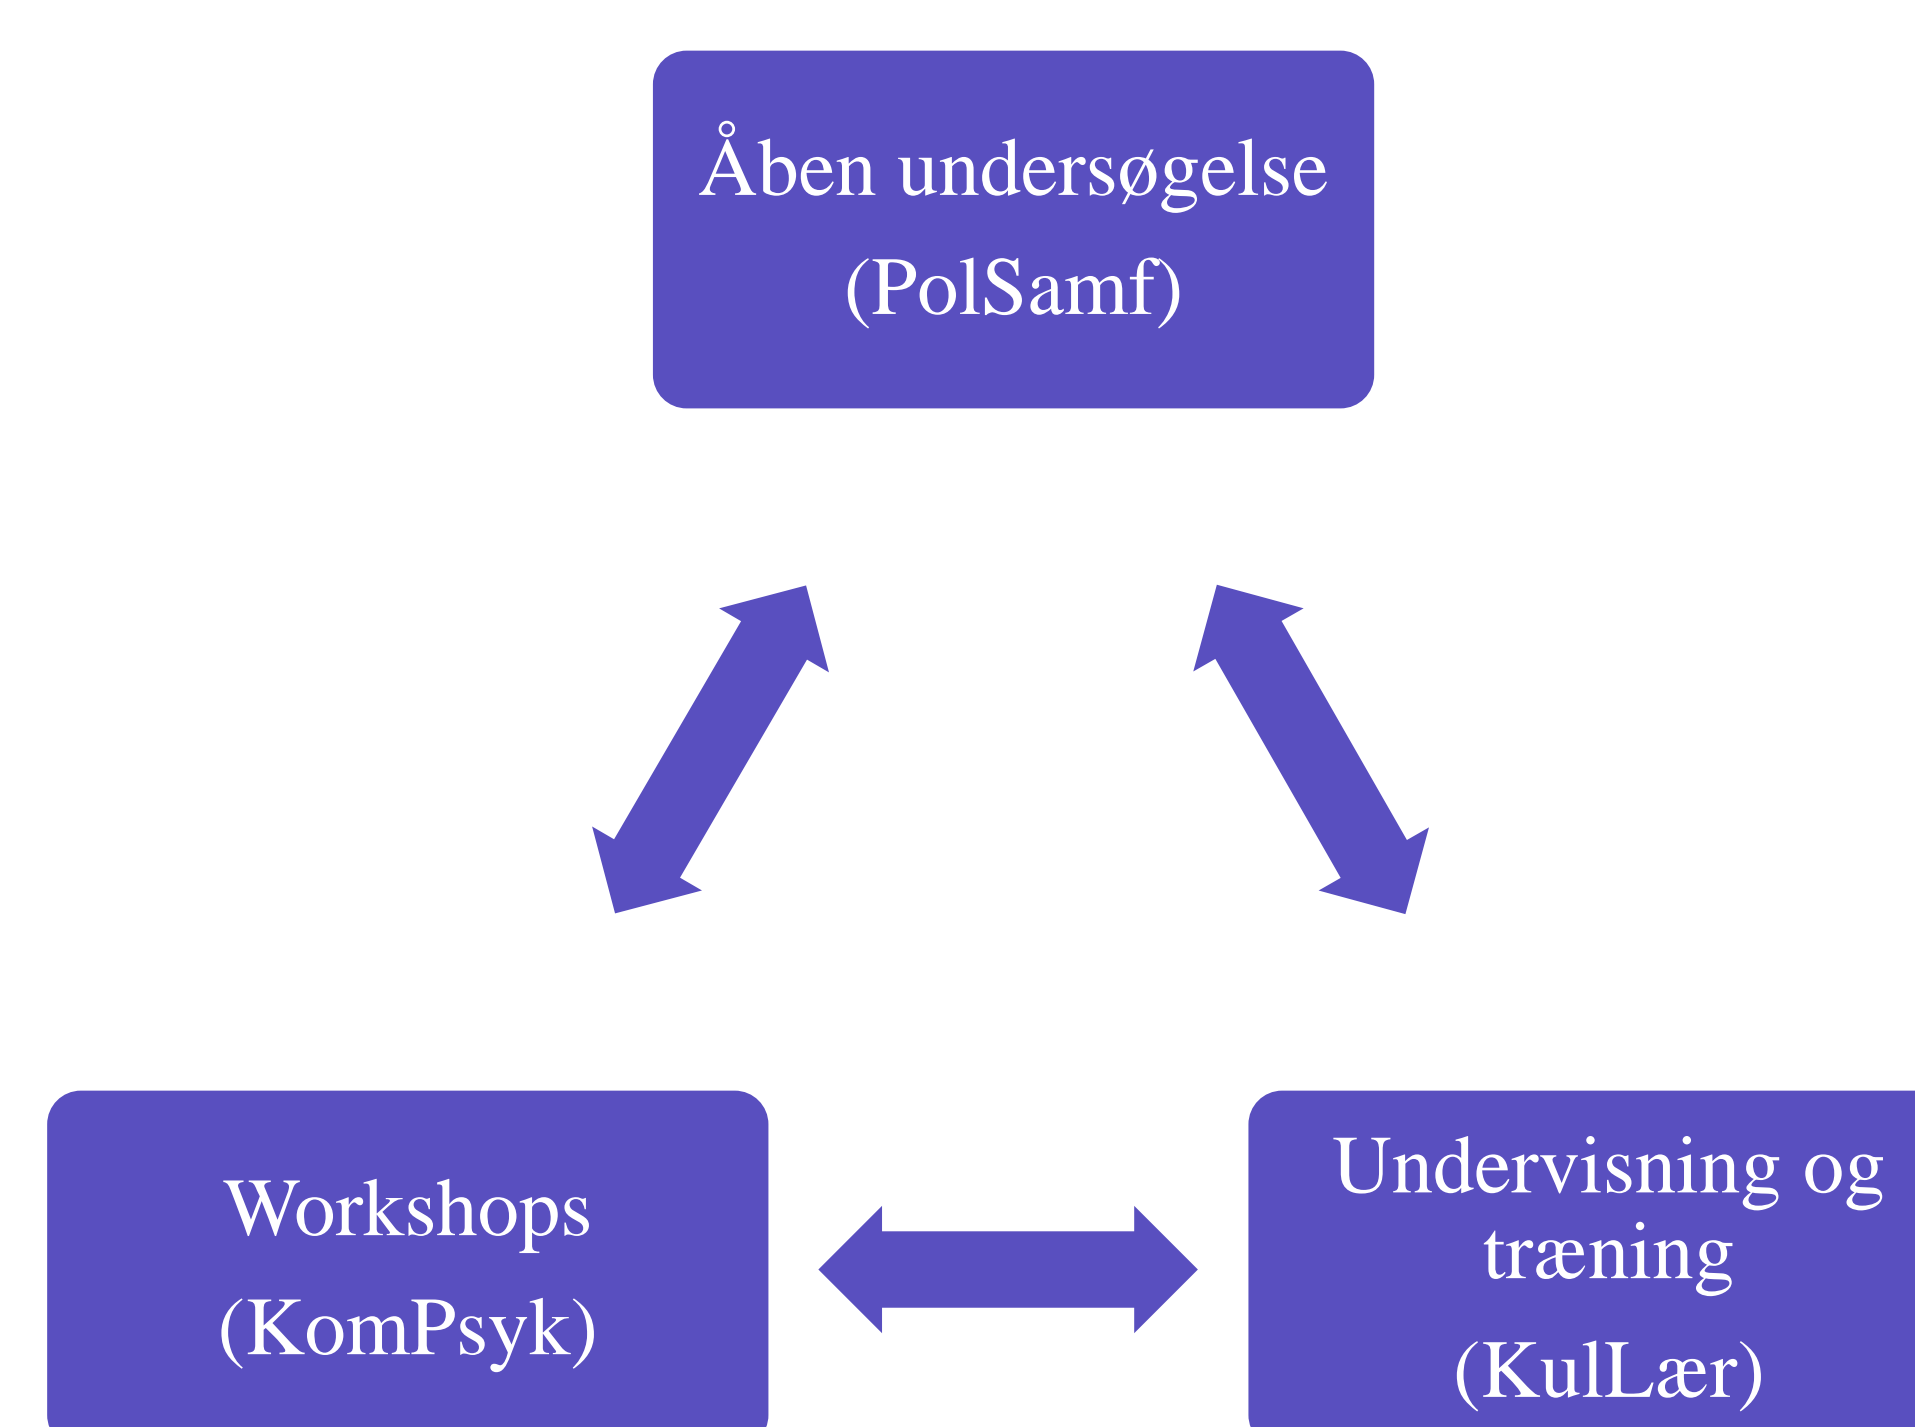 Åben undersøgelse
(PolSamf)
Workshops
(KomPsyk)
Undervisning og
træning
(KulLær)